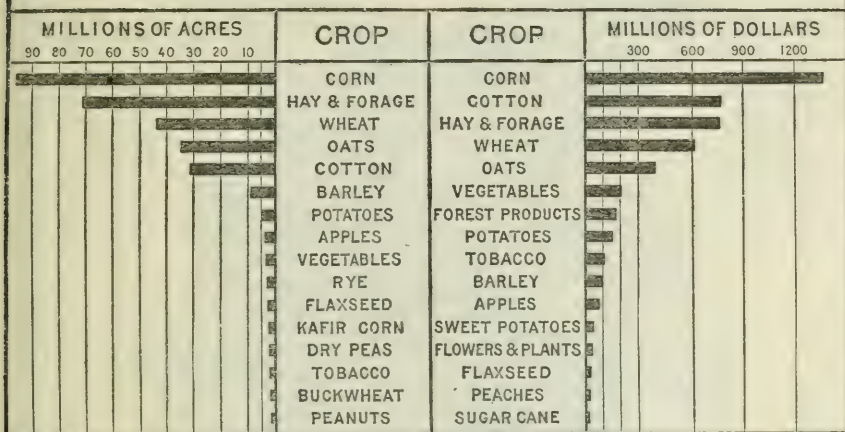 MILLIONS OF ACRES CROP CROP MILLIONS OF DOLLARS
90 80 70 60 50 40 30 20 10 300 600 900 1200
CORN CORN
HAY & FORAGE COTTON
WHEAT HAY & FORAGE
OATS WHEAT
COTTON OATS
BARLEY VEGETABLES
POTATOES FOREST PRODUCTS
APPLES POTATOES
VEGETABLES TOBACCO
RYE BARLEY
FLAXSEED APPLES
KAFIR CORN SWEET POTATOES
DRY PEAS FLOWERS & PLANTS
TOBACCO FLAXSEED
BUCKWHEAT PEACHES
PEANUTS SUGAR CANE